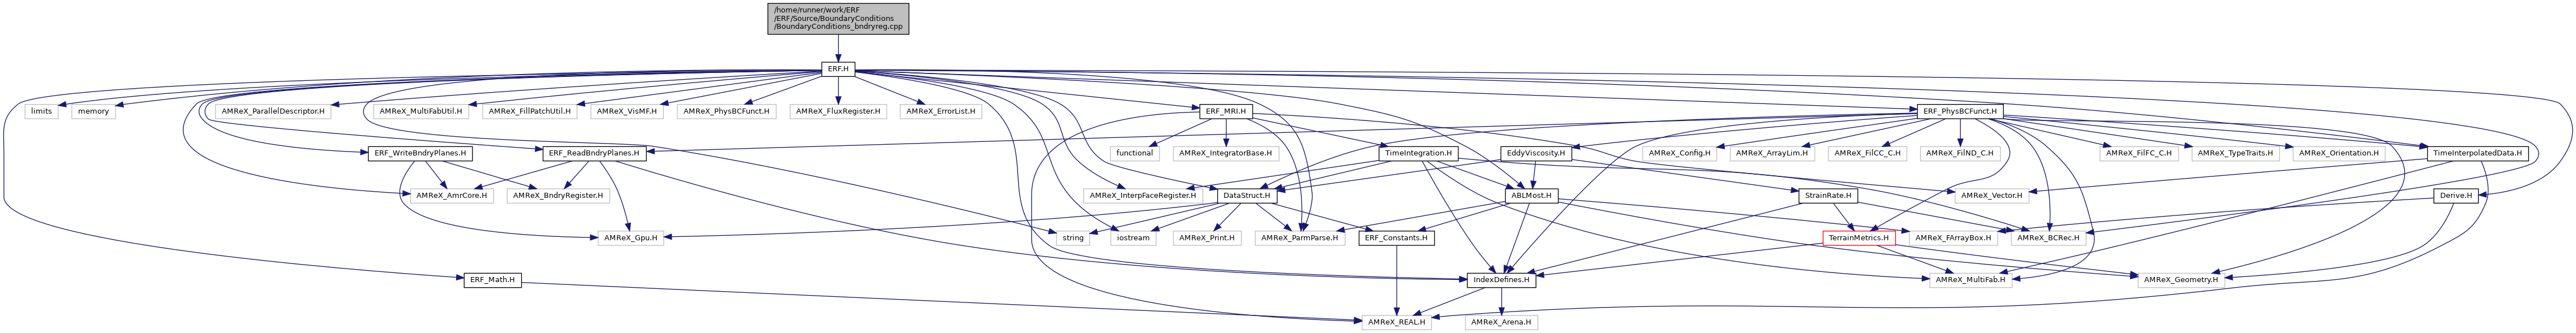 /home/runner/work/ERF
/ERF/Source/BoundaryConditions
/BoundaryConditions_bndryreg.cpp
ERF.H
limits
memory
AMReX_ParallelDescriptor.H
AMReX_MultiFabUtil.H
AMReX_FillPatchUtil.H
AMReX_VisMF.H
AMReX_PhysBCFunct.H
AMReX_FluxRegister.H
AMReX_ErrorList.H
ERF_MRI.H
ERF_PhysBCFunct.H
ERF_WriteBndryPlanes.H
ERF_ReadBndryPlanes.H
functional
AMReX_IntegratorBase.H
TimeIntegration.H
EddyViscosity.H
AMReX_Config.H
AMReX_ArrayLim.H
AMReX_FilCC_C.H
AMReX_FilND_C.H
AMReX_FilFC_C.H
AMReX_TypeTraits.H
AMReX_Orientation.H
TimeInterpolatedData.H
AMReX_AmrCore.H
AMReX_BndryRegister.H
AMReX_InterpFaceRegister.H
DataStruct.H
ABLMost.H
StrainRate.H
AMReX_Vector.H
Derive.H
AMReX_Gpu.H
string
iostream
AMReX_Print.H
AMReX_ParmParse.H
ERF_Constants.H
TerrainMetrics.H
AMReX_FArrayBox.H
AMReX_BCRec.H
ERF_Math.H
IndexDefines.H
AMReX_MultiFab.H
AMReX_Geometry.H
AMReX_REAL.H
AMReX_Arena.H